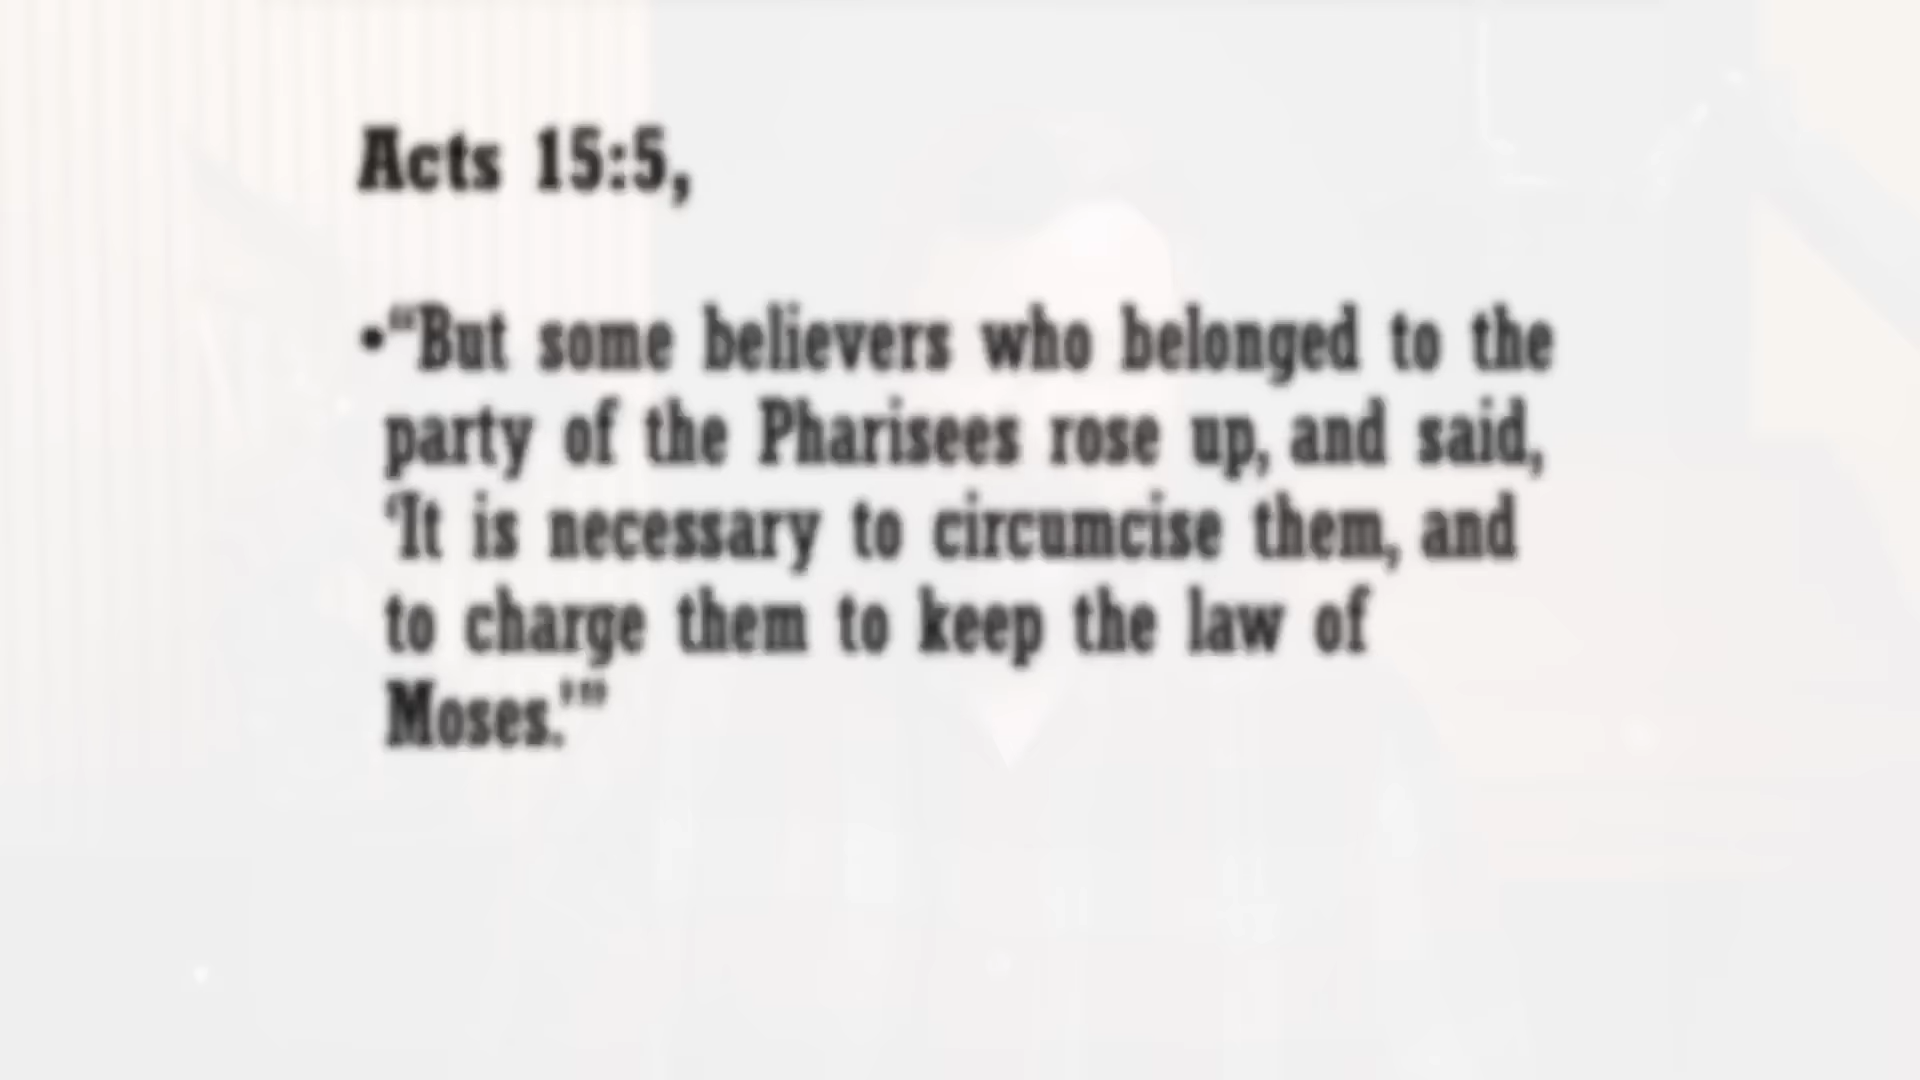 Acts 15:5,
•“But some believers who belonged to the
party of the Pharisees rose up, and said,
‘It is necessary to circumcise them, and
to charge them to keep the law of
Moses.’”